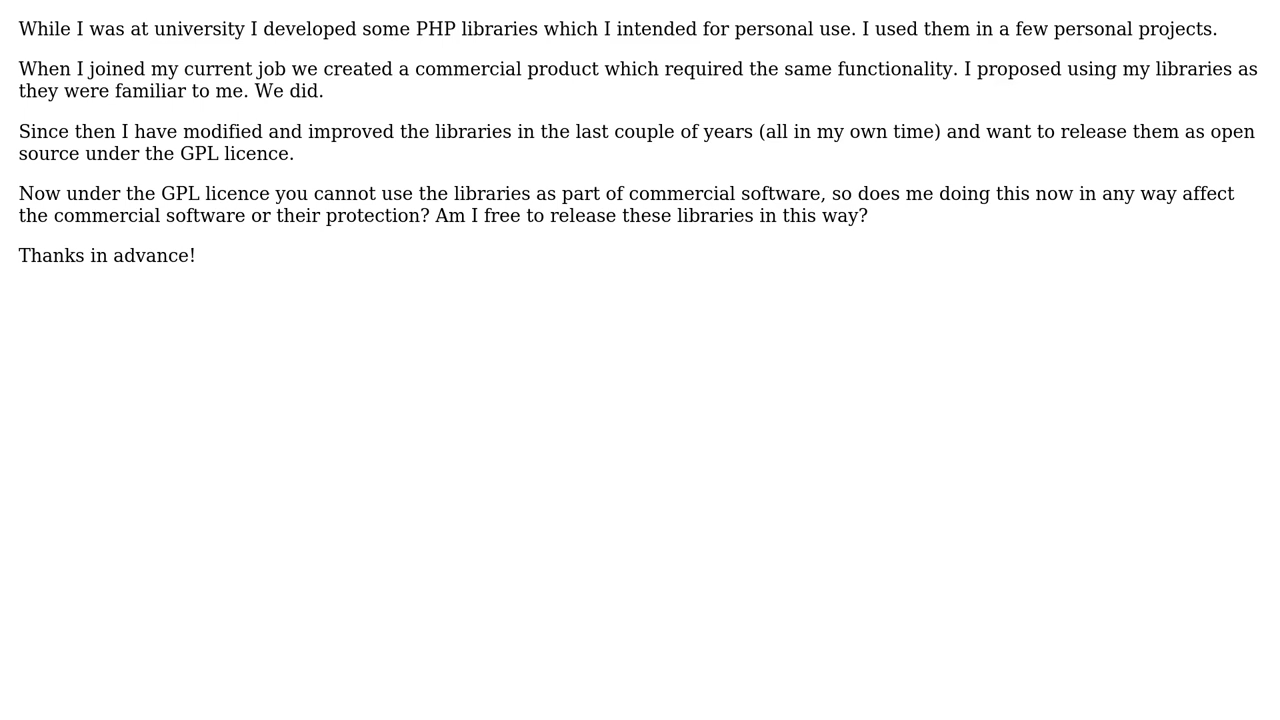 While I was at university I developed some PHP libraries which I intended for personal use. I used them in a few personal projects.
When I joined my current job we created a commercial product which required the same functionality. I proposed using my libraries as
they were familiar to me. We did.
Since then I have modified and improved the libraries in the last couple of years (all in my own time) and want to release them as open
source under the GPL licence.
Now under the GPL licence you cannot use the libraries as part of commercial software, so does me doing this now in any way affect
the commercial software or their protection? Am I free to release these libraries in this way?
Thanks in advance!